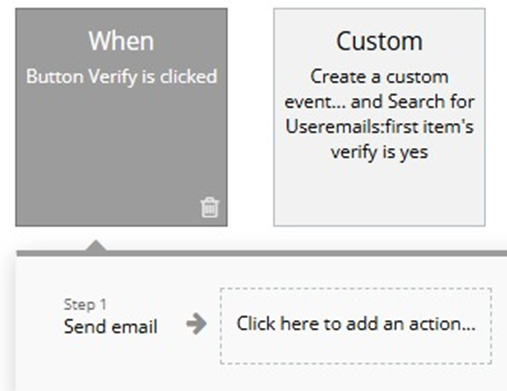 When
Button Verify is clicked
Custom
Create a custom
event... and Search for
Useremails:first item's
verify is yes
Step 1
Send email
Click here to add an action...